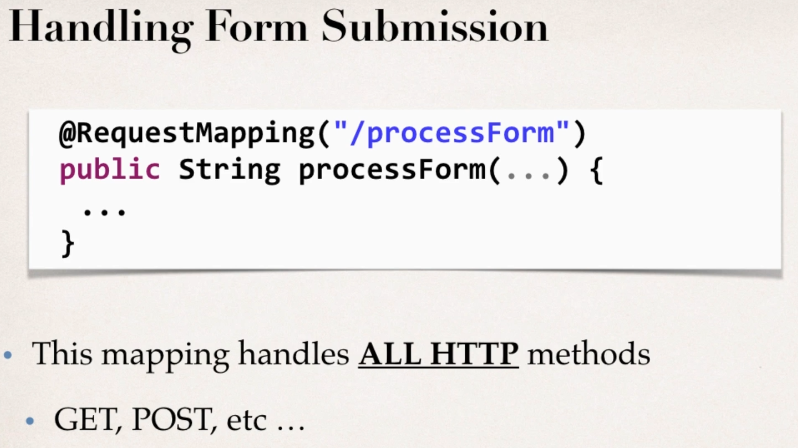 Handling Form Submission
@RequestMapping("/processForm")
public String processForm(...) {
...
}
• This mapping handles ALL HTTP methods
• GET, POST, etc …